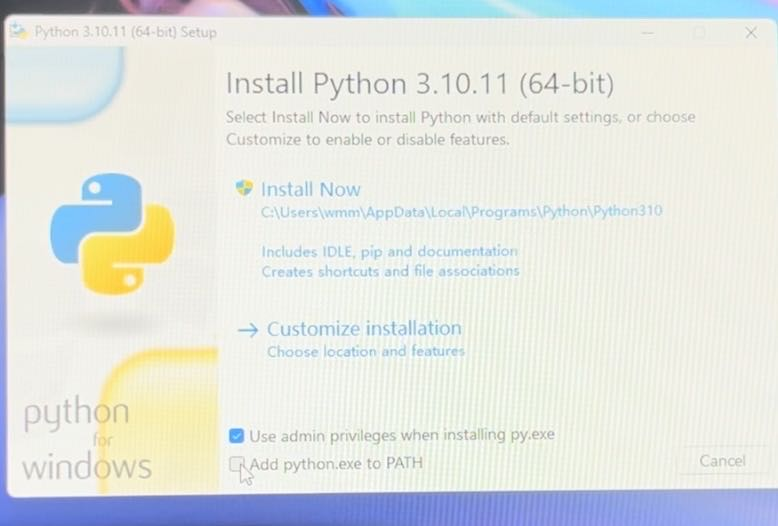 Python 3.10.11 (64-bit) Setup
Install Python 3.10.11 (64-bit)
Select Install Now to install Python with default settings, or choose
Customize to enable or disable features.
Install Now
C:\Users\wmm\AppData\Local\Programs\Python\Python310
Includes IDLE, pip and documentation
Creates shortcuts and file associations
→ Customize installation
Choose location and features
python
for
windows
Use admin privileges when installing py.exe
Add python.exe to PATH
Cancel